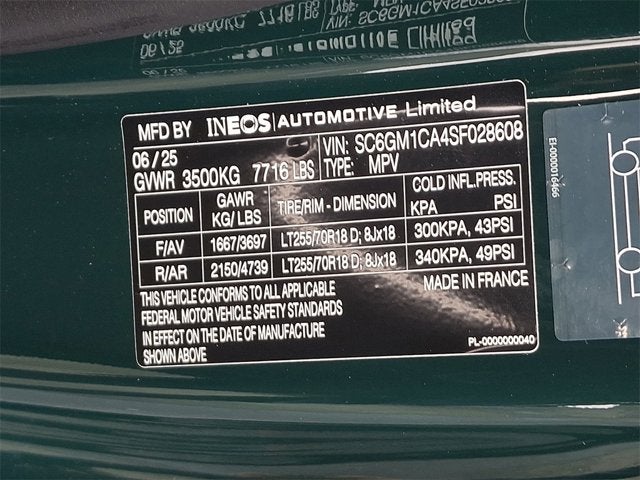 MFD BY INEOS | AUTOMOTIVE Limited
06/25 VIN: SC6GM1CA4SF028608
GVWR 3500KG 7716 LBS TYPE: MPV
POSITION GAWR KG/LBS TIRE/RIM - DIMENSION COLD INFL.PRESS. KPA PSI
F/AV 1667/3697 LT255/70R18 D; 8Jx18 300KPA, 43PSI
R/AR 2150/4739 LT255/70R18 D; 8Jx18 340KPA, 49PSI
THIS VEHICLE CONFORMS TO ALL APPLICABLE MADE IN FRANCE
FEDERAL MOTOR VEHICLE SAFETY STANDARDS
IN EFFECT ON THE DATE OF MANUFACTURE
SHOWN ABOVE
PL-0000000040
EI-0000016466